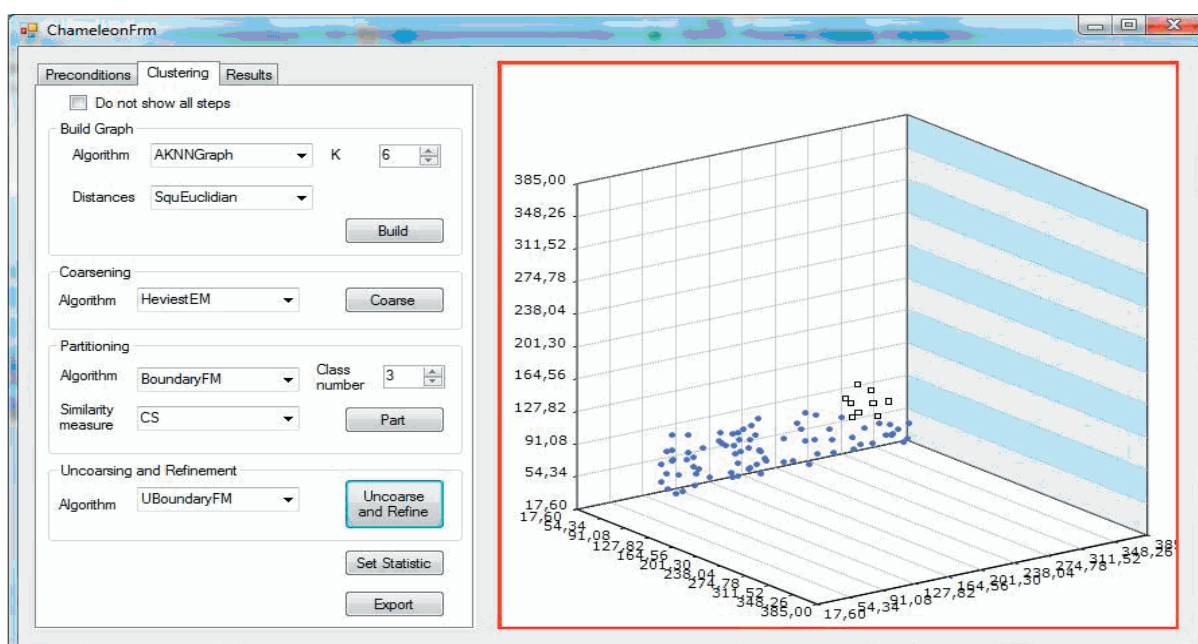 ChameleonFrm
Preconditions Clustering Results
Do not show all steps
Build Graph
Algorithm AKNNGraph K 6
Distances SquEuclidian
Build
Coarsening
Algorithm HeviestEM Coarse
Partitioning
Algorithm BoundaryFM Class number 3
Similarity measure CS Part
Uncoarsing and Refinement
Algorithm UBoundaryFM Uncoarse and Refine
Set Statistic
Export
385,00
348,26
311,52
274,78
238,04
201,30
164,56
127,82
91,08
54,34
17,60
17,60
54,34
91,08
127,82
164,56
201,30
238,04
274,78
311,52
348,26
385,00
17,60
54,34
91,08
127,82
164,56
201,30
238,04
274,78
311,52
348,26
385